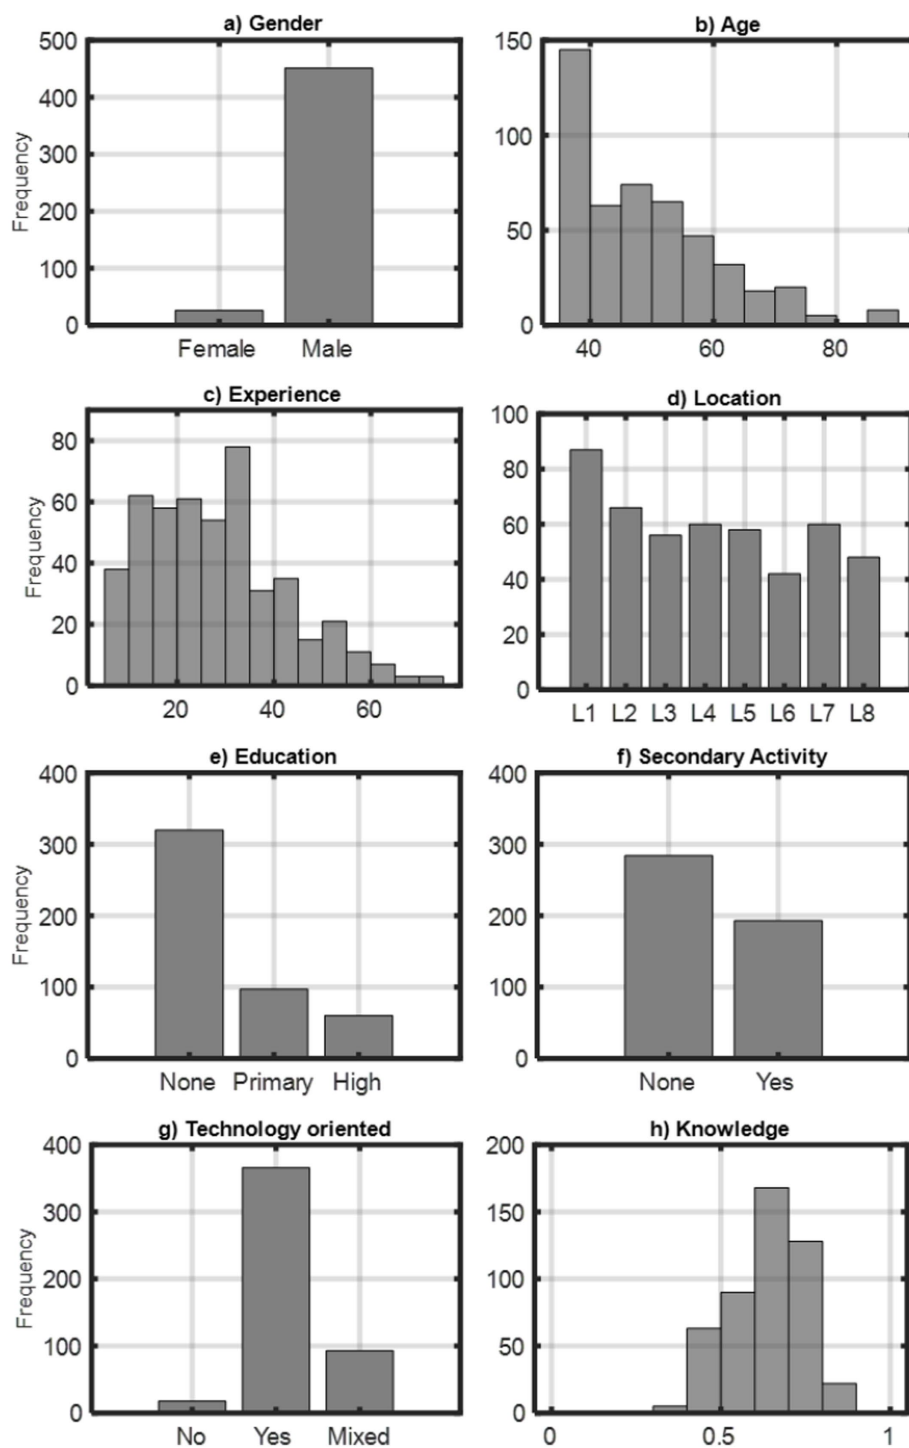 a) Gender
500
400
300
200
100
0
Frequency
Female Male
b) Age
150
100
50
0
40 60 80
c) Experience
80
60
40
20
0
Frequency
20 40 60
d) Location
100
80
60
40
20
0
L1 L2 L3 L4 L5 L6 L7 L8
e) Education
400
300
200
100
0
Frequency
None Primary High
f) Secondary Activity
400
300
200
100
0
None Yes
g) Technology oriented
400
300
200
100
0
Frequency
No Yes Mixed
h) Knowledge
200
150
100
50
0
0 0.5 1